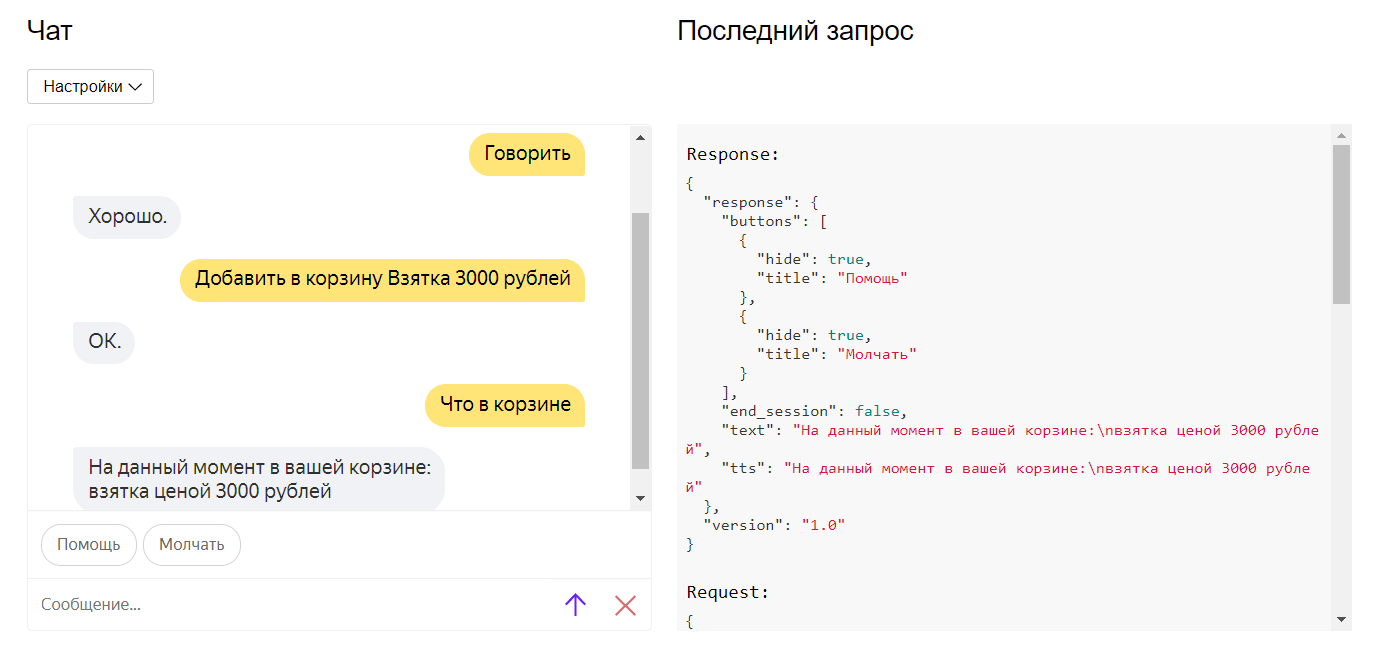 Чат
Настройки
Говорить
Хорошо.
Добавить в корзину Взятка 3000 рублей
ОК.
Что в корзине
На данный момент в вашей корзине:
взятка ценой 3000 рублей
Помощь
Молчать
Сообщение...
Последний запрос
Response:
{
"response": {
"buttons": [
{
"hide": true,
"title": "Помощь"
},
{
"hide": true,
"title": "Молчать"
}
],
"end_session": false,
"text": "На данный момент в вашей корзине:\nвзятка ценой 3000 рубле
й",
"tts": "На данный момент в вашей корзине:\nвзятка ценой 3000 рубле
й"
},
"version": "1.0"
}
Request:
{